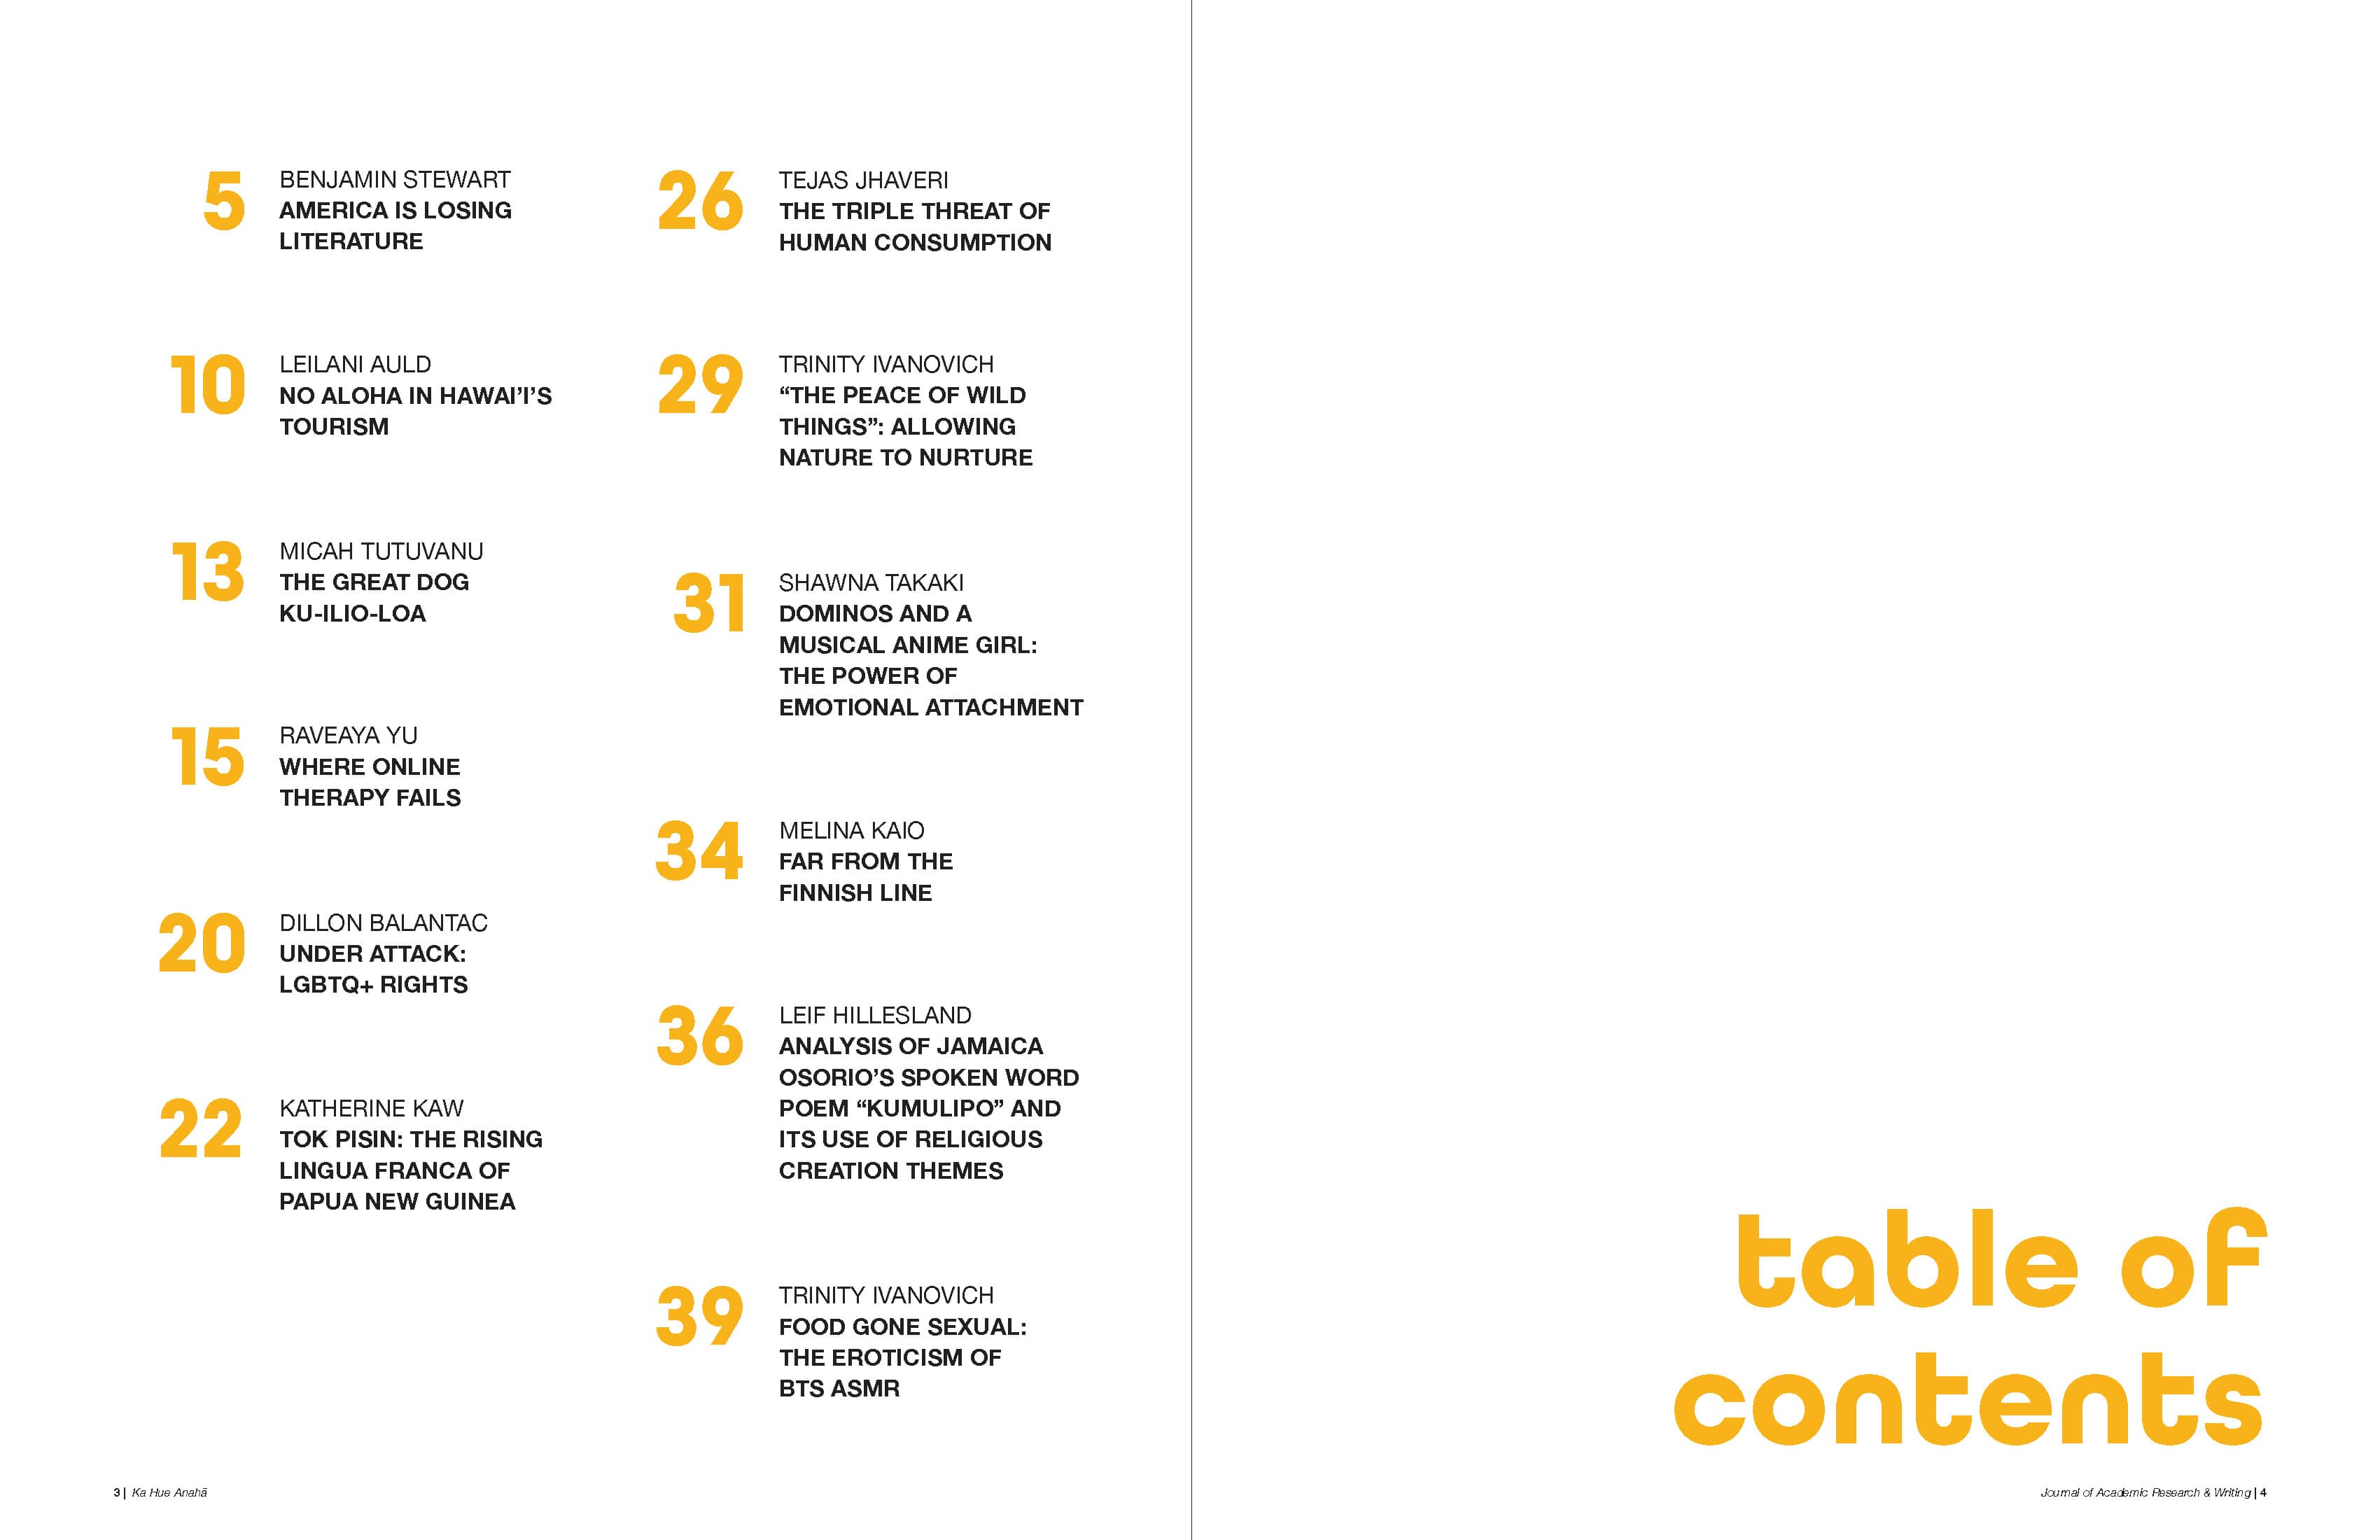 5
BENJAMIN STEWART
AMERICA IS LOSING
LITERATURE
10
LEILANI AULD
NO ALOHA IN HAWAI’I’S
TOURISM
13
MICAH TUTUVANU
THE GREAT DOG
KU-ILIO-LOA
15
RAVEAYA YU
WHERE ONLINE
THERAPY FAILS
20
DILLON BALANTAC
UNDER ATTACK:
LGBTQ+ RIGHTS
22
KATHERINE KAW
TOK PISIN: THE RISING
LINGUA FRANCA OF
PAPUA NEW GUINEA
26
TEJAS JHAVERI
THE TRIPLE THREAT OF
HUMAN CONSUMPTION
29
TRINITY IVANOVICH
“THE PEACE OF WILD
THINGS”: ALLOWING
NATURE TO NURTURE
31
SHAWNA TAKAKI
DOMINOS AND A
MUSICAL ANIME GIRL:
THE POWER OF
EMOTIONAL ATTACHMENT
34
MELINA KAIO
FAR FROM THE
FINNISH LINE
36
LEIF HILLESLAND
ANALYSIS OF JAMAICA
OSORIO’S SPOKEN WORD
POEM “KUMULIPO” AND
ITS USE OF RELIGIOUS
CREATION THEMES
39
TRINITY IVANOVICH
FOOD GONE SEXUAL:
THE EROTICISM OF
BTS ASMR
3 | Ka Hue Anahā
table of
contents
Journal of Academic Research & Writing | 4